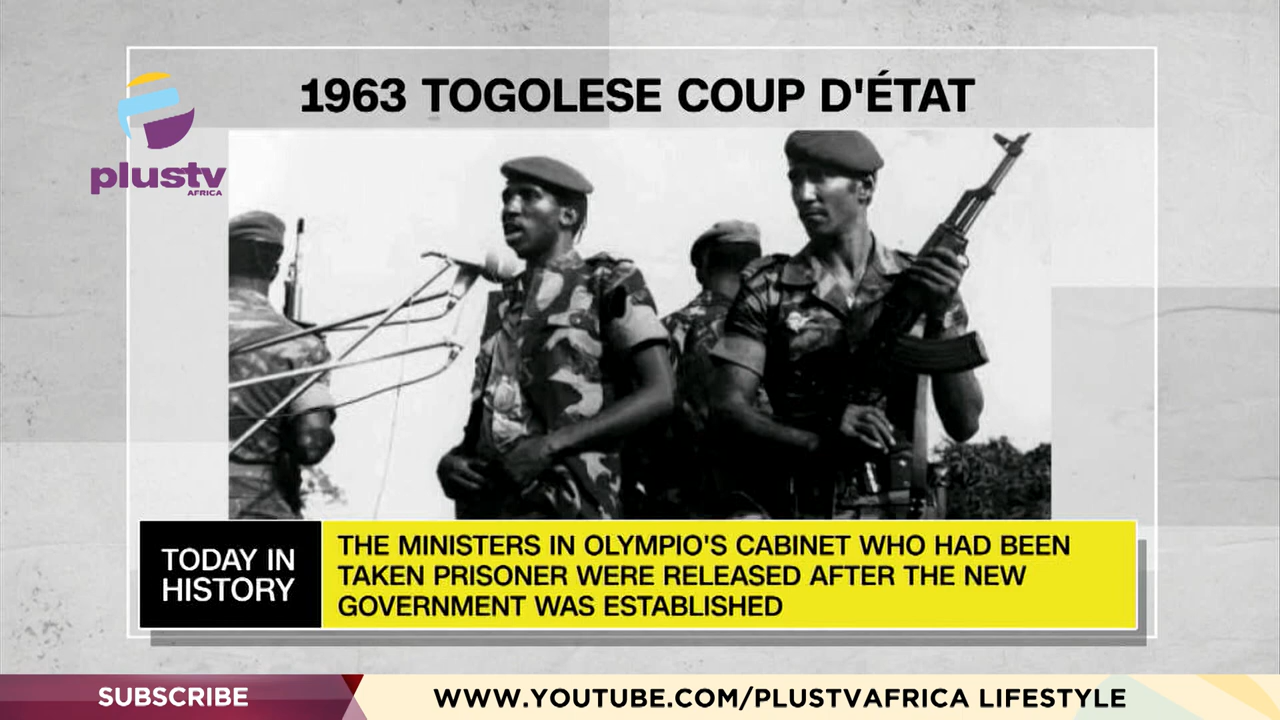 1963 TOGOLESE COUP D'ÉTAT
plustv
AFRICA
TODAY IN
HISTORY
THE MINISTERS IN OLYMPIO'S CABINET WHO HAD BEEN
TAKEN PRISONER WERE RELEASED AFTER THE NEW
GOVERNMENT WAS ESTABLISHED
SUBSCRIBE
WWW.YOUTUBE.COM/PLUSTVAFRICA LIFESTYLE